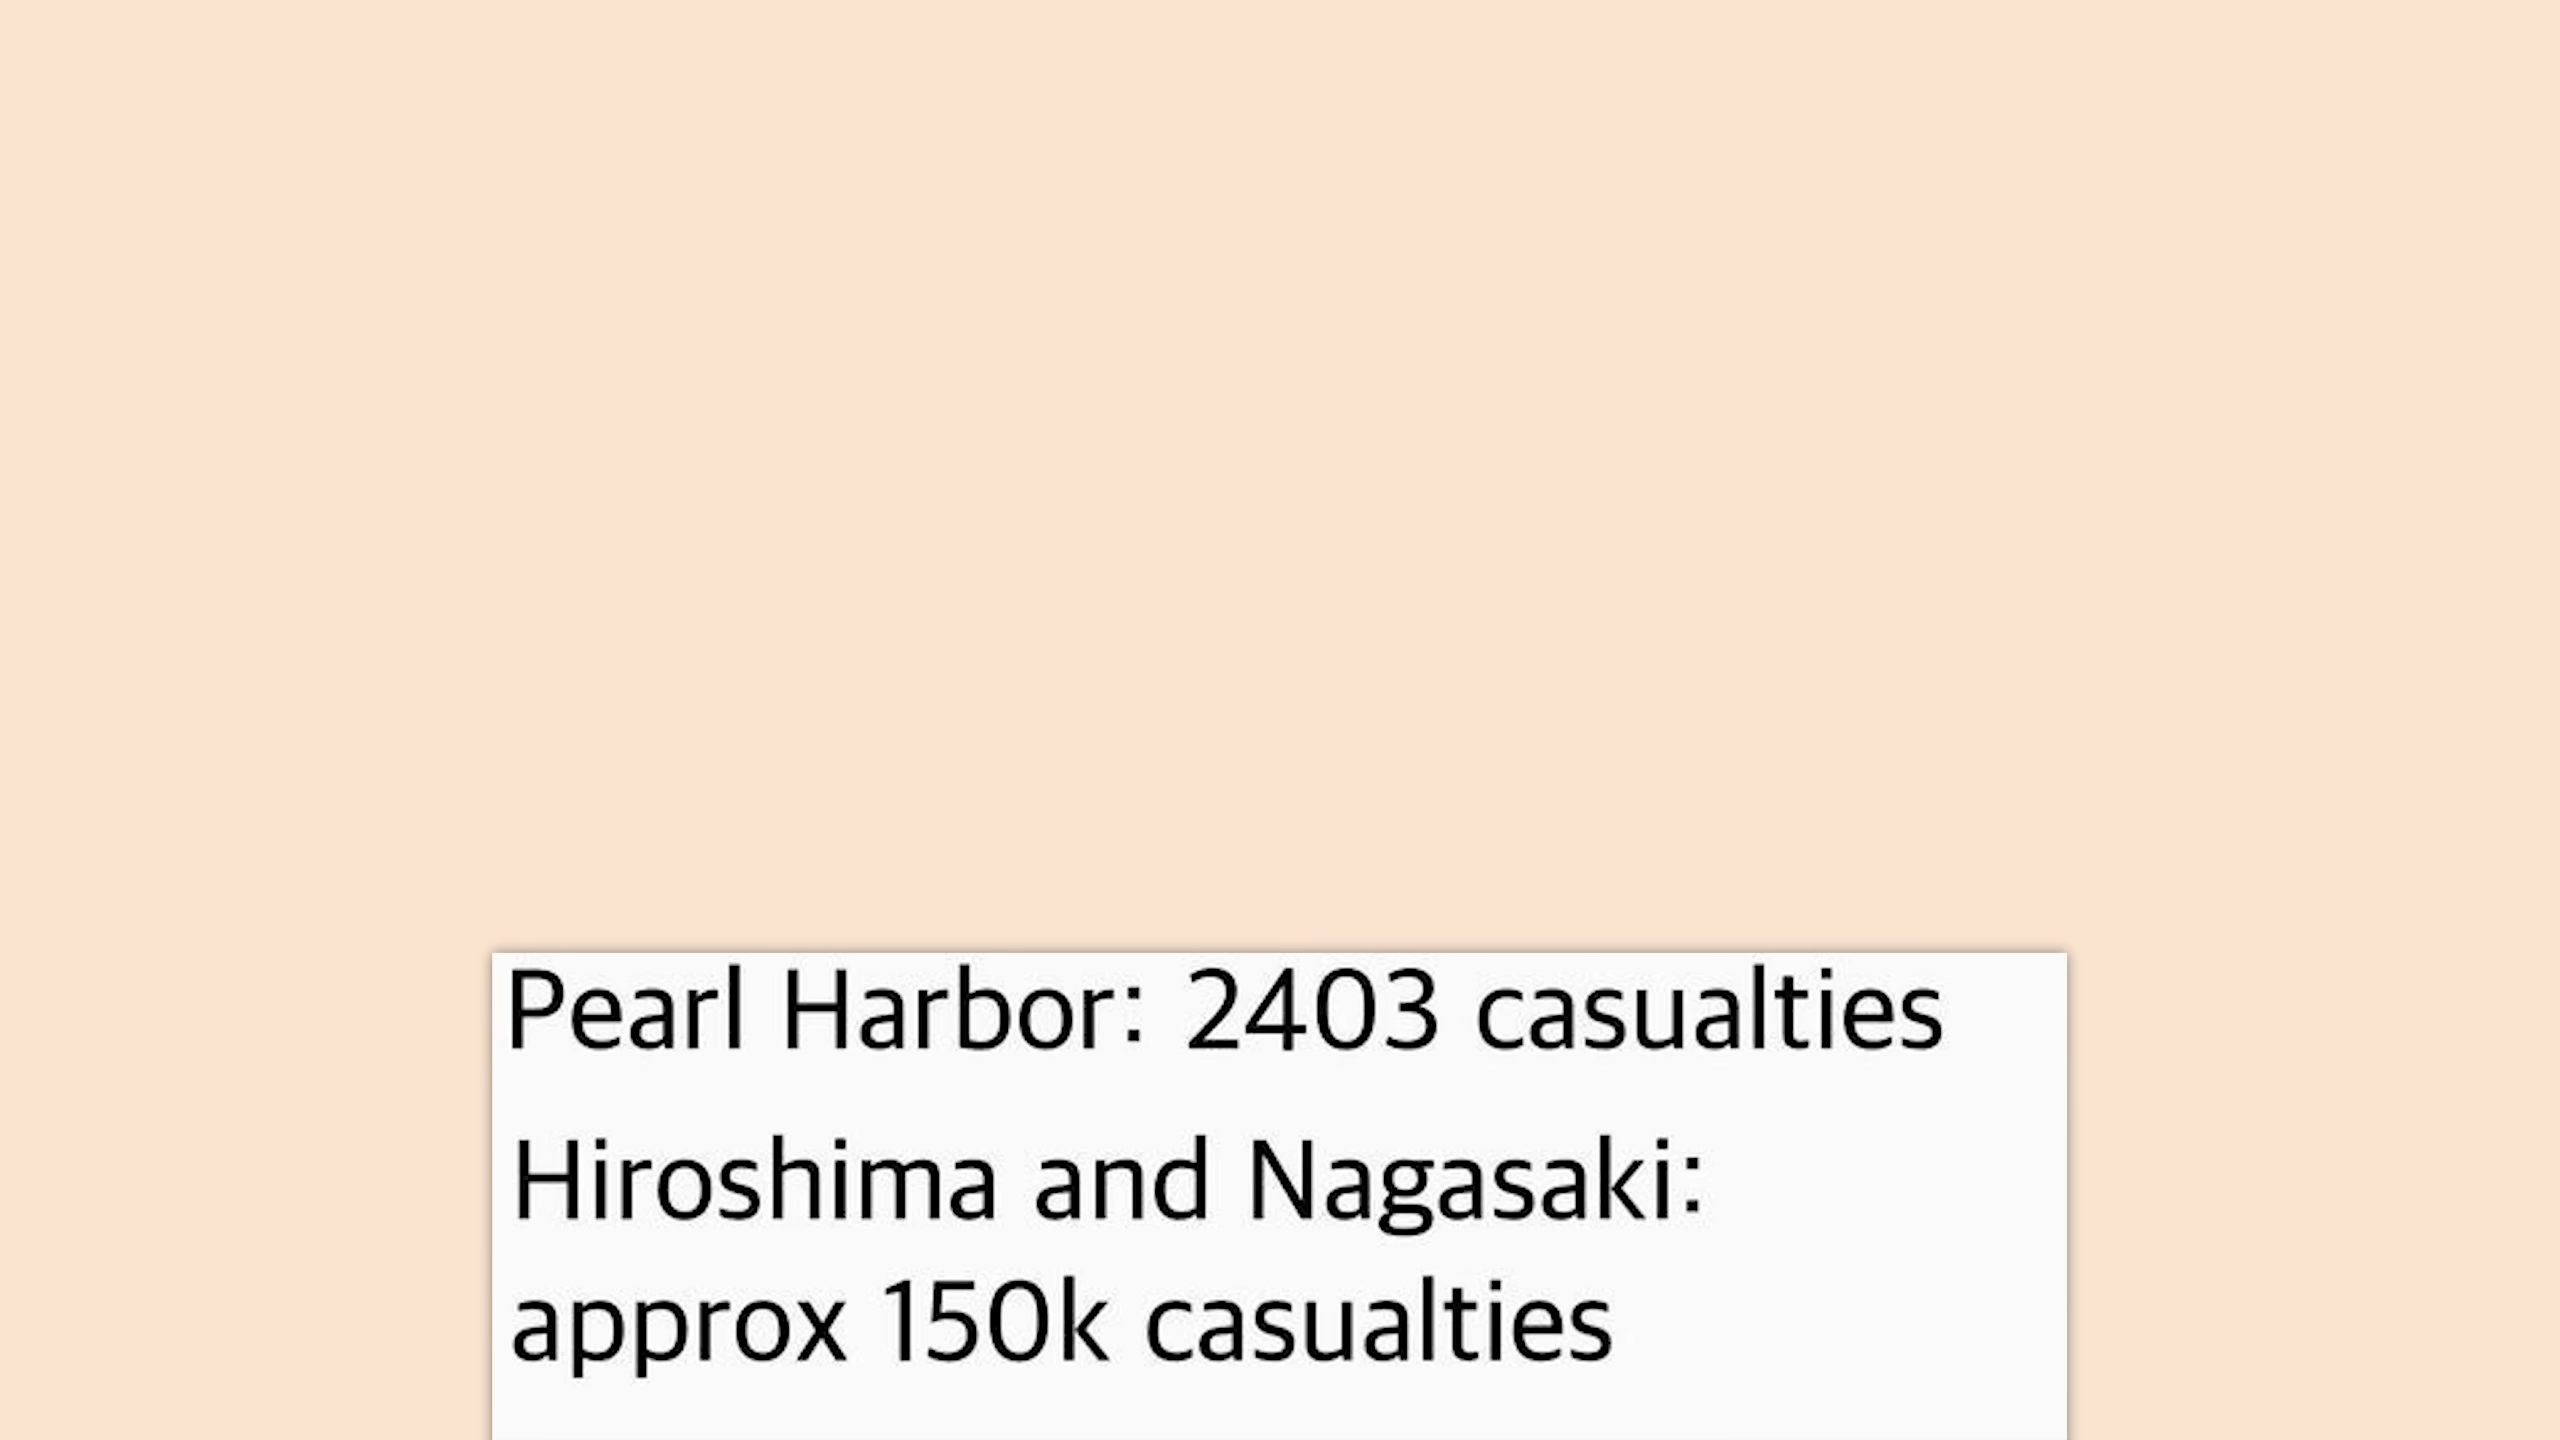 Pearl Harbor: 2403 casualties
Hiroshima and Nagasaki:
approx 150k casualties